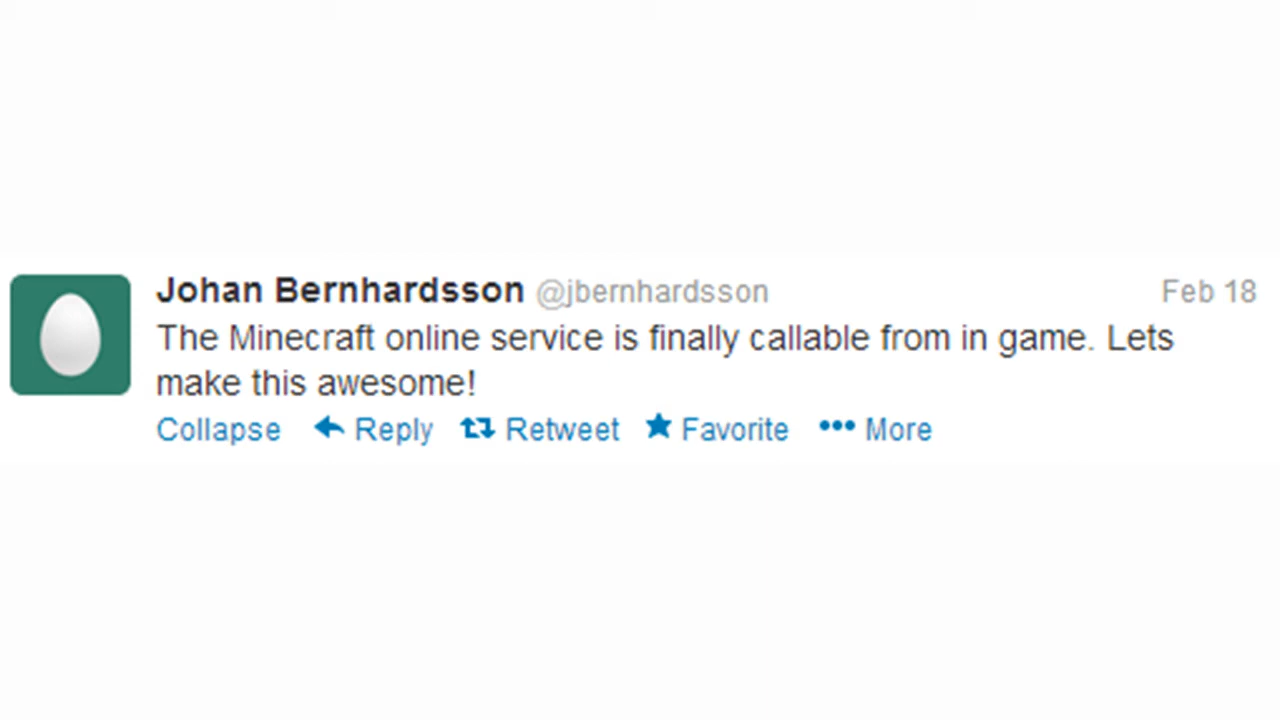 Johan Bernhardsson @jbernhardsson Feb 18
The Minecraft online service is finally callable from in game. Lets
make this awesome!
Collapse Reply Retweet Favorite More